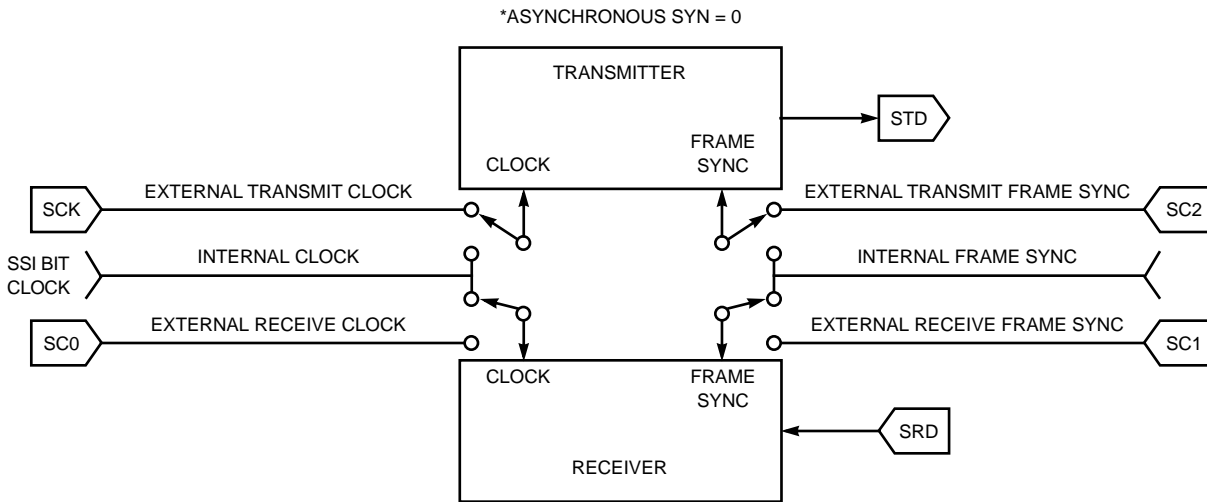 *ASYNCHRONOUS SYN = 0
TRANSMITTER
STD
CLOCK
FRAME
SYNC
SCK
EXTERNAL TRANSMIT CLOCK
EXTERNAL TRANSMIT FRAME SYNC
SC2
SSI BIT
CLOCK
INTERNAL CLOCK
INTERNAL FRAME SYNC
SC0
EXTERNAL RECEIVE CLOCK
EXTERNAL RECEIVE FRAME SYNC
SC1
CLOCK
FRAME
SYNC
SRD
RECEIVER